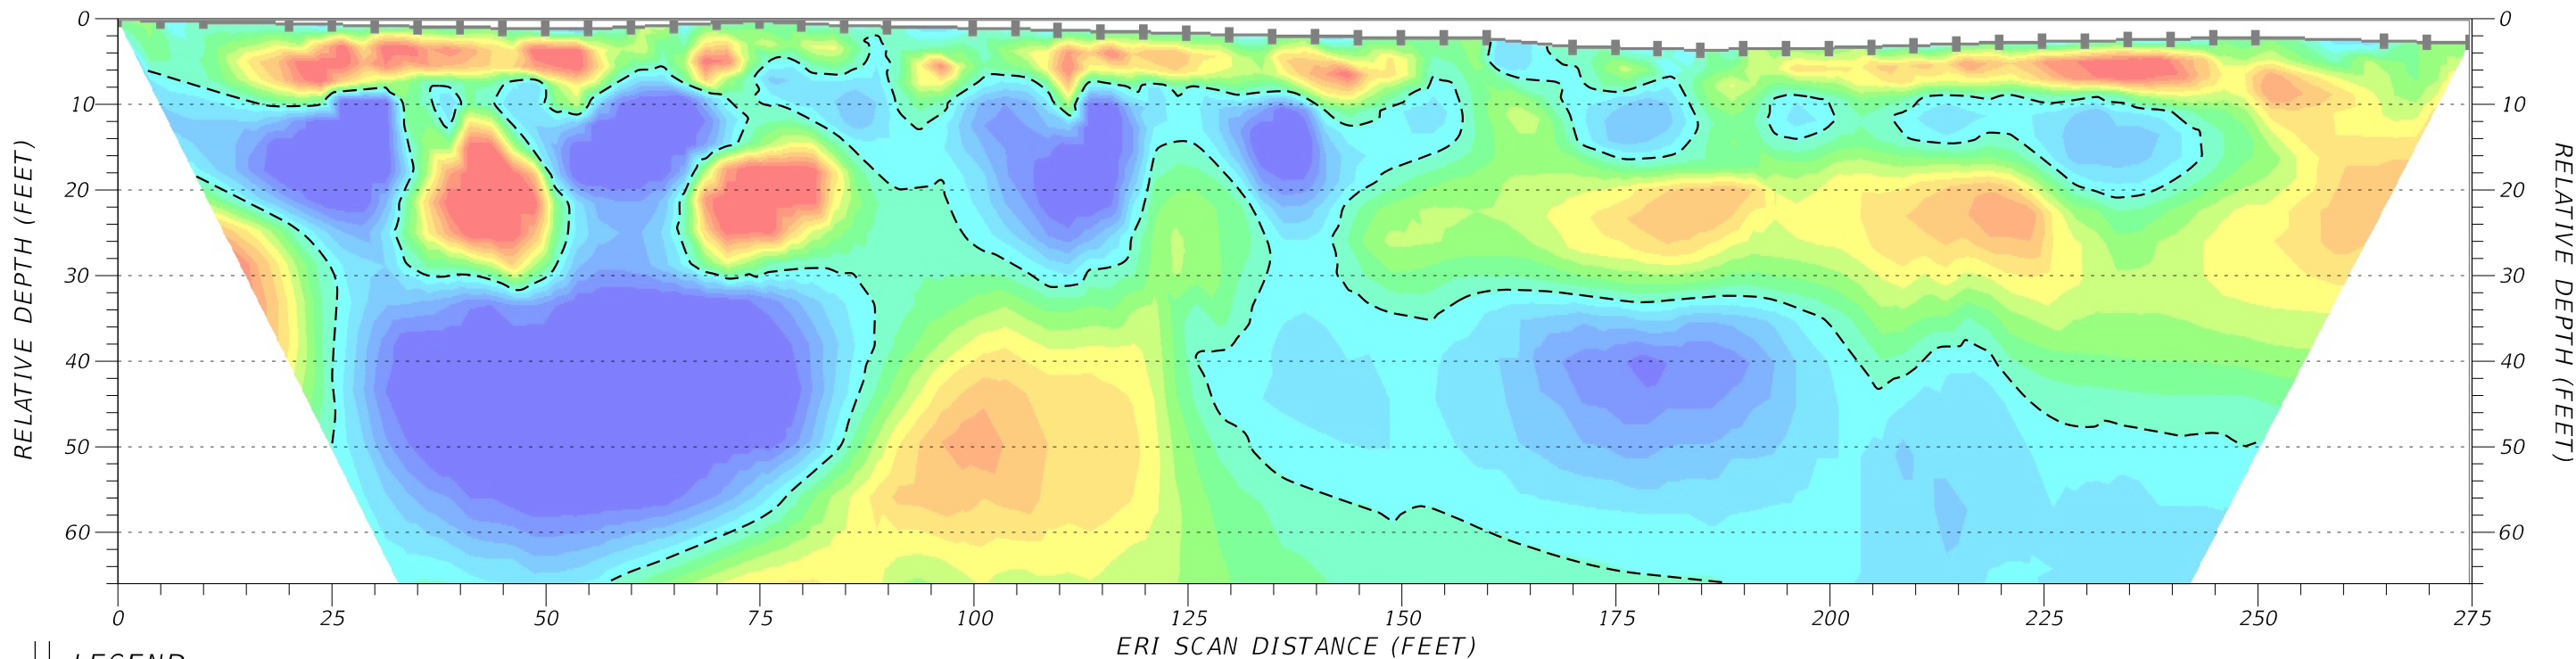 0 0
10 10
20 20
30 30
40 40
50 50
60 60
RELATIVE DEPTH (FEET)
RELATIVE DEPTH (FEET)
0 25 50 75 100 125 150 175 200 225 250 275
ERI SCAN DISTANCE (FEET)
LEGEND